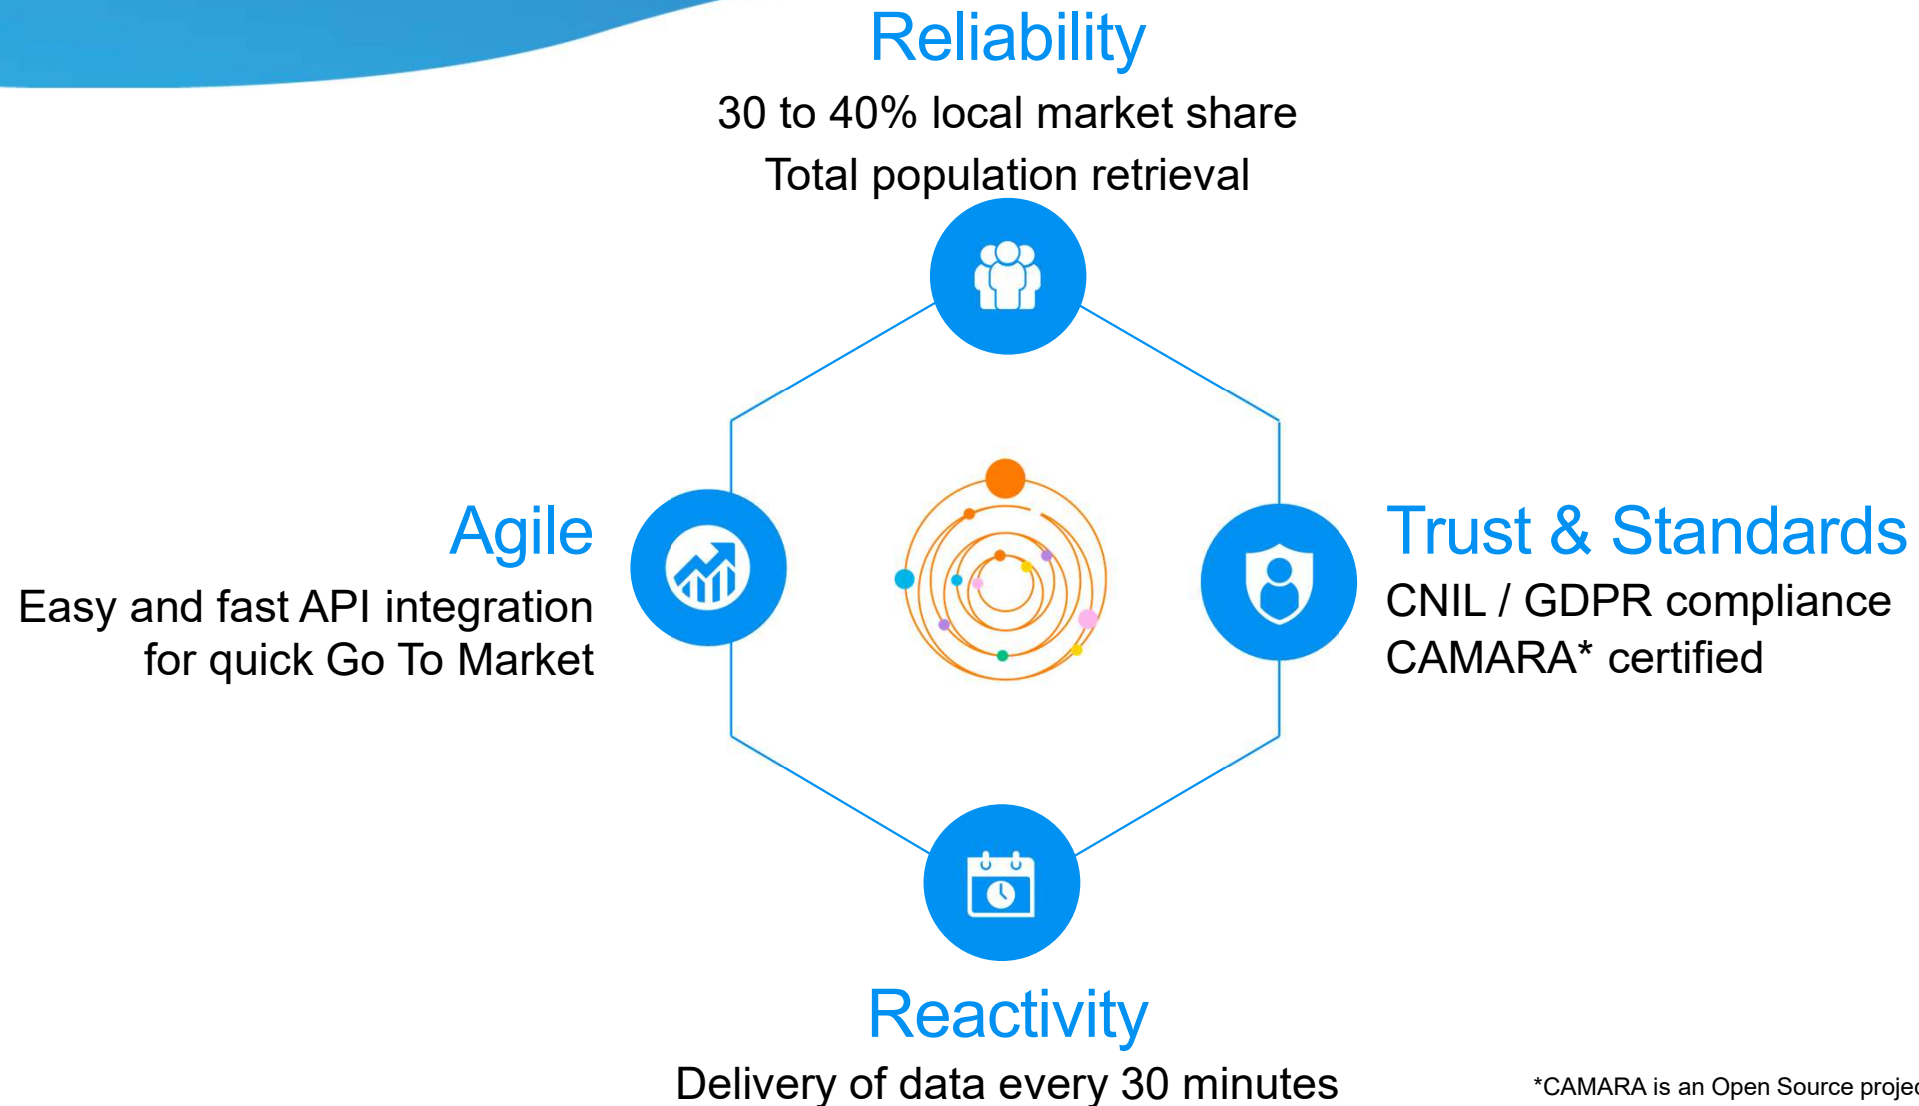 Reliability
30 to 40% local market share
Total population retrieval
Agile
Easy and fast API integration
for quick Go To Market
Trust & Standards
CNIL / GDPR compliance
CAMARA* certified
Reactivity
Delivery of data every 30 minutes
*CAMARA is an Open Source